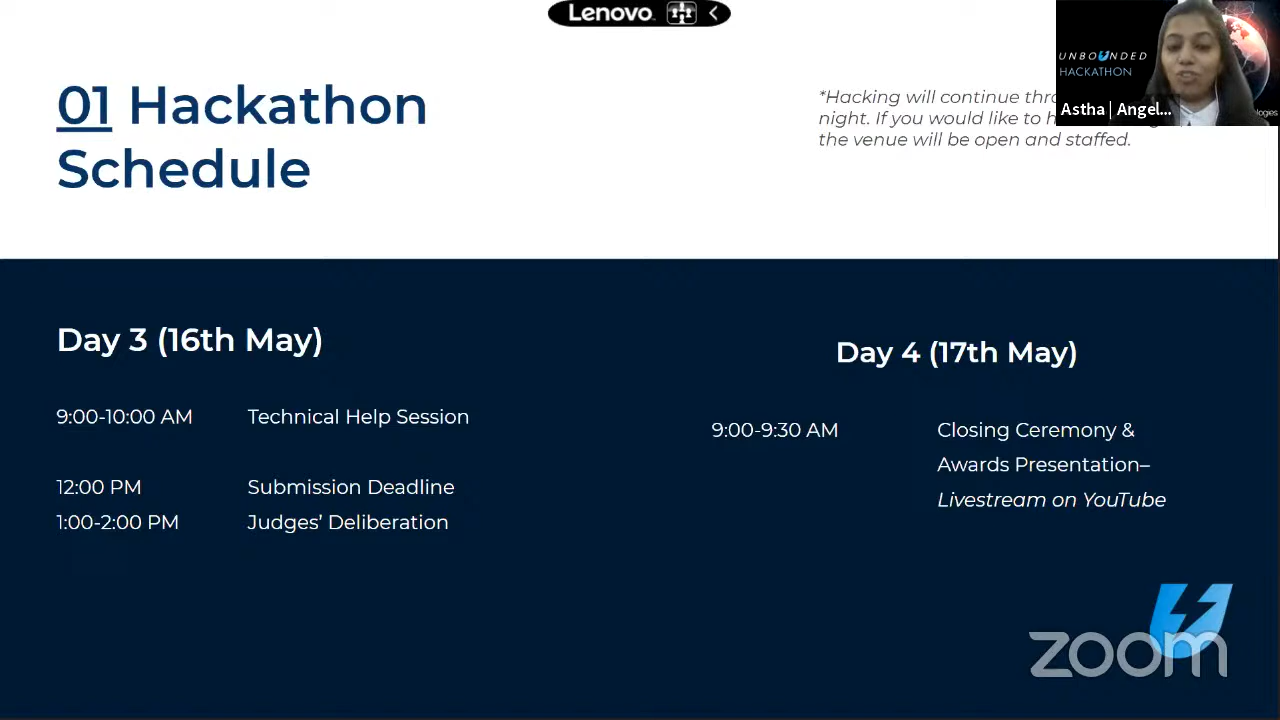 Lenovo
01 Hackathon
Schedule
*Hacking will continue thr
night. If you would like to h
the venue will be open and staffed.
UNBOUNDED
HACKATHON
Astha | Angel...
ologies
Day 3 (16th May)
9:00-10:00 AM Technical Help Session
12:00 PM Submission Deadline
1:00-2:00 PM Judges' Deliberation
Day 4 (17th May)
9:00-9:30 AM Closing Ceremony &
Awards Presentation–
Livestream on YouTube
zoom